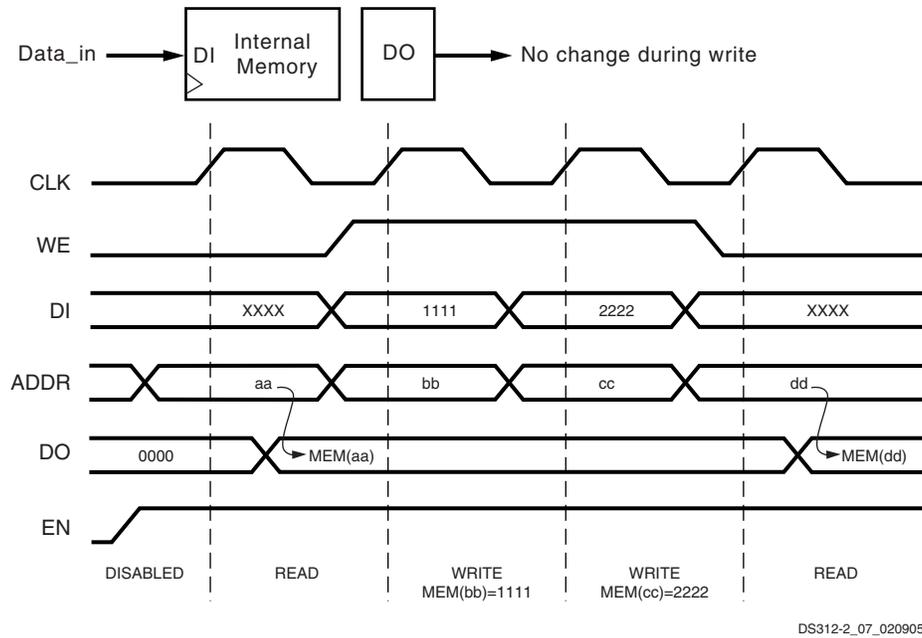 Data_in
DI
Internal
Memory
DO
No change during write
CLK
WE
DI XXXX 1111 2222 XXXX
ADDR aa bb cc dd
DO 0000 MEM(aa) MEM(dd)
EN
DISABLED READ WRITE WRITE READ
MEM(bb)=1111 MEM(cc)=2222
DS312-2_07_020905